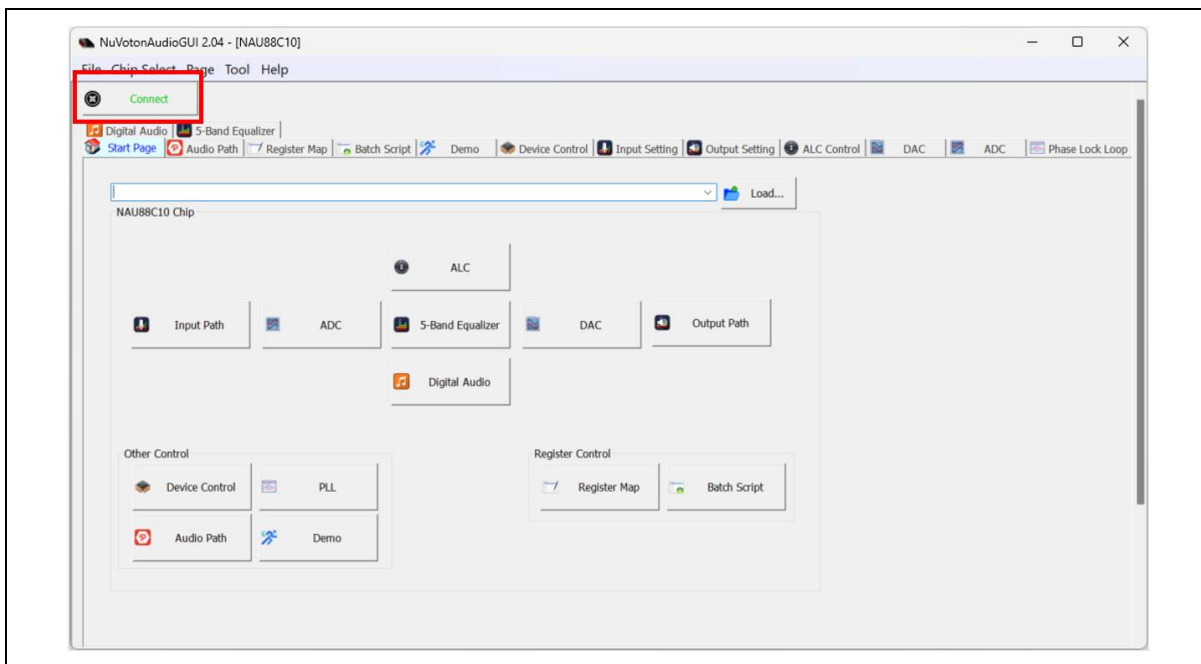 NuVotonAudioGUI 2.04 - [NAU88C10]
File Chip Select Page Tool Help
Connect
Digital Audio 5-Band Equalizer
Start Page Audio Path Register Map Batch Script Demo Device Control Input Setting Output Setting ALC Control DAC ADC Phase Lock Loop
Load...
NAU88C10 Chip
ALC
Input Path ADC 5-Band Equalizer DAC Output Path
Digital Audio
Other Control Register Control
Device Control PLL Register Map Batch Script
Audio Path Demo